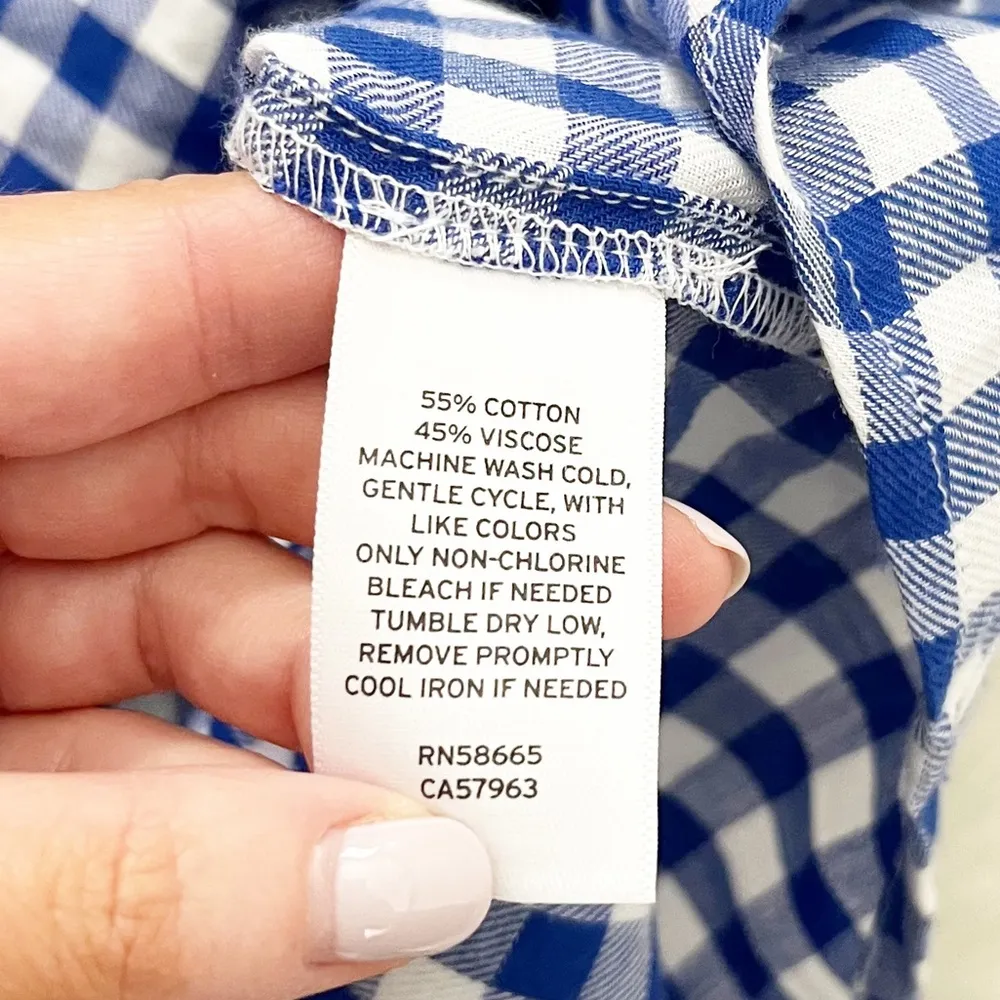 55% COTTON
45% VISCOSE
MACHINE WASH COLD,
GENTLE CYCLE, WITH
LIKE COLORS
ONLY NON-CHLORINE
BLEACH IF NEEDED
TUMBLE DRY LOW,
REMOVE PROMPTLY
COOL IRON IF NEEDED
RN58665
CA57963